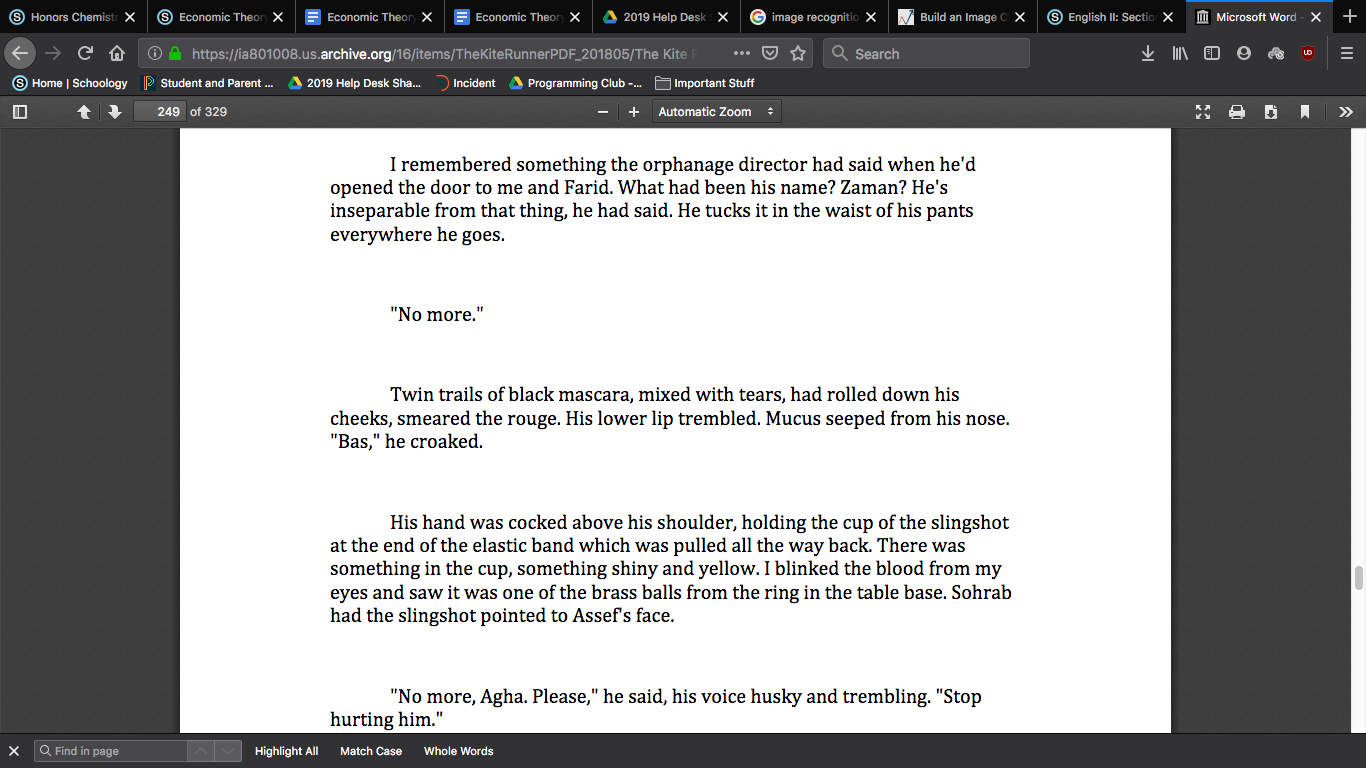 Honors Chemistr
Economic Theor
Economic Theor
Economic Theor
2019 Help Desk S
image recognitio
Build an Image C
English II: Sectio
Microsoft Word -
https://ia801008.us.archive.org/16/items/TheKiteRunnerPDF_201805/The Kite R
Search
Home | Schoology
Student and Parent ...
2019 Help Desk Sha...
Incident
Programming Club -...
Important Stuff
249 of 329
Automatic Zoom
I remembered something the orphanage director had said when he'd
opened the door to me and Farid. What had been his name? Zaman? He's
inseparable from that thing, he had said. He tucks it in the waist of his pants
everywhere he goes.
"No more."
Twin trails of black mascara, mixed with tears, had rolled down his
cheeks, smeared the rouge. His lower lip trembled. Mucus seeped from his nose.
"Bas," he croaked.
His hand was cocked above his shoulder, holding the cup of the slingshot
at the end of the elastic band which was pulled all the way back. There was
something in the cup, something shiny and yellow. I blinked the blood from my
eyes and saw it was one of the brass balls from the ring in the table base. Sohrab
had the slingshot pointed to Assef's face.
"No more, Agha. Please," he said, his voice husky and trembling. "Stop
hurting him."
Find in page
Highlight All
Match Case
Whole Words